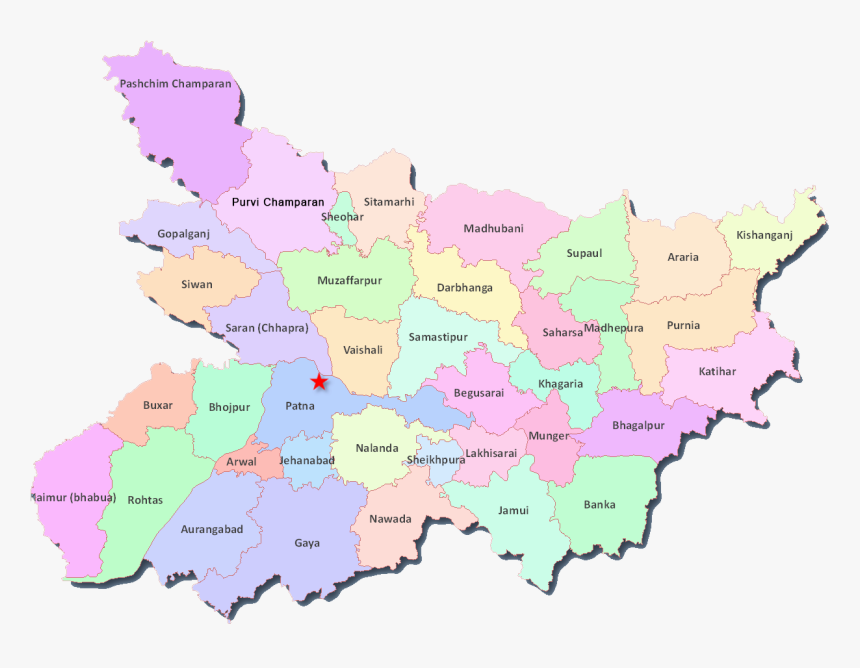 Pashchim Champaran
Purvi Champaran
Sitamarhi
Sheohar
Gopalganj
Madhubani
Kishanganj
Supaul
Araria
Siwan
Muzaffarpur
Darbhanga
Saran (Chhapra)
Samastipur
Saharsa
Madhepura
Purnia
Vaishali
Katihar
Khagaria
Begusarai
Buxar
Bhojpur
Patna
Bhagalpur
Munger
Nalanda
Lakhisarai
Arwal
Jehanabad
Sheikhpura
Kaimur (bhabua)
Rohtas
Banka
Jamui
Nawada
Aurangabad
Gaya